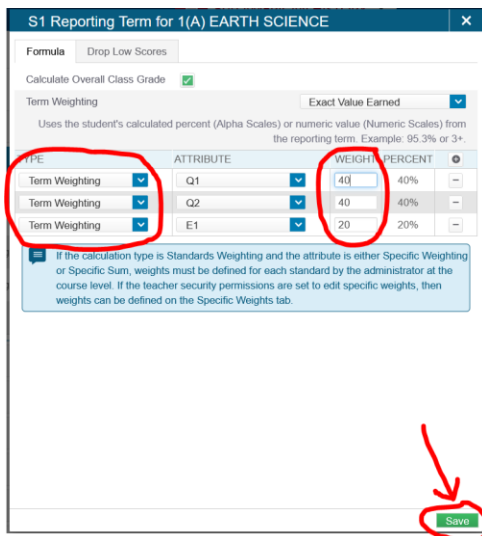 S1 Reporting Term for 1(A) EARTH SCIENCE
Formula Drop Low Scores
Calculate Overall Class Grade
Term Weighting Exact Value Earned
Uses the student's calculated percent (Alpha Scales) or numeric value (Numeric Scales) from
the reporting term. Example: 95.3% or 3+.
TYPE ATTRIBUTE WEIGHT PERCENT
Term Weighting Q1 40 40%
Term Weighting Q2 40 40%
Term Weighting E1 20 20%
If the calculation type is Standards Weighting and the attribute is either Specific Weighting
or Specific Sum, weights must be defined for each standard by the administrator at the
course level. If the teacher security permissions are set to edit specific weights, then
weights can be defined on the Specific Weights tab.
Save